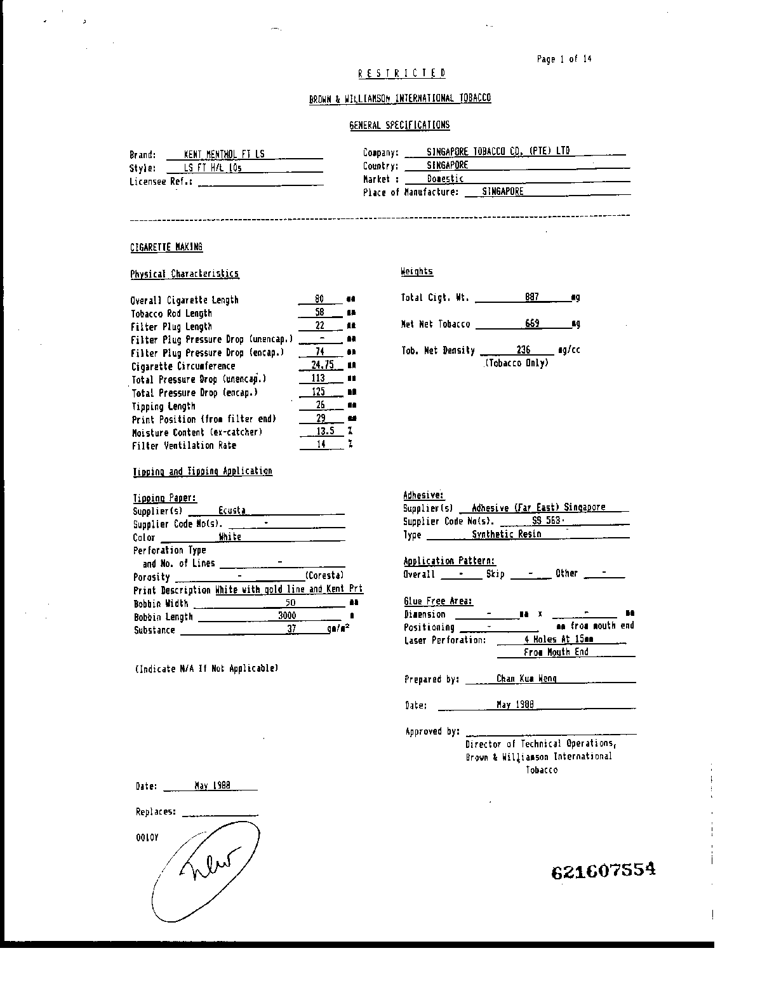 Page 1 of 14
R E S T R I C T E D
BROWN & WILLIAMSON INTERNATIONAL TOBACCO
GENERAL SPECIFICATIONS
Brand: KENT MENTHOL FT LS
Company: SINGAPORE TOBACCO CO. (PTE) LTD
Style: LS FT H/L 10s
Country: SINGAPORE
Licensee Ref.:
Market : Domestic
Place of Manufacture: SINGAPORE
CIGARETTE MAKING
Physical Characteristics
Overall Cigarette Length 80 mm
Tobacco Rod Length 58 mm
Filter Plug Length 22 mm
Filter Plug Pressure Drop (unencap.) - mm
Filter Plug Pressure Drop (encap.) 74 mm
Cigarette Circumference 24.75 mm
Total Pressure Drop (unencap.) 113 mm
Total Pressure Drop (encap.) 125 mm
Tipping Length 26 mm
Print Position (from filter end) 29 mm
Moisture Content (ex-catcher) 13.5 %
Filter Ventilation Rate 14 %
Weights
Total Cigt. Wt. 887 mg
Net Net Tobacco 669 mg
Tob. Net Density 236 mg/cc
(Tobacco Only)
Tipping and Tipping Application
Tipping Paper:
Supplier(s) Ecusta
Supplier Code No(s). -
Color White
Perforation Type
and No. of Lines -
Porosity - (Coresta)
Print Description White with gold line and Kent Prt
Bobbin Width 50 mm
Bobbin Length 3000 m
Substance 37 gm/m²
(Indicate N/A If Not Applicable)
Adhesive:
Supplier(s) Adhesive (Far East) Singapore
Supplier Code No(s). SS 563
Type Synthetic Resin
Application Pattern:
Overall - Skip - Other -
Glue Free Area:
Dimension - mm x - mm
Positioning - mm from mouth end
Laser Perforation: 4 Holes At 15mm
From Mouth End
Prepared by: Chan Kum Weng
Date: May 1988
Approved by:
Director of Technical Operations,
Brown & Williamson International
Tobacco
Date: May 1988
Replaces:
0010Y
New
621607554